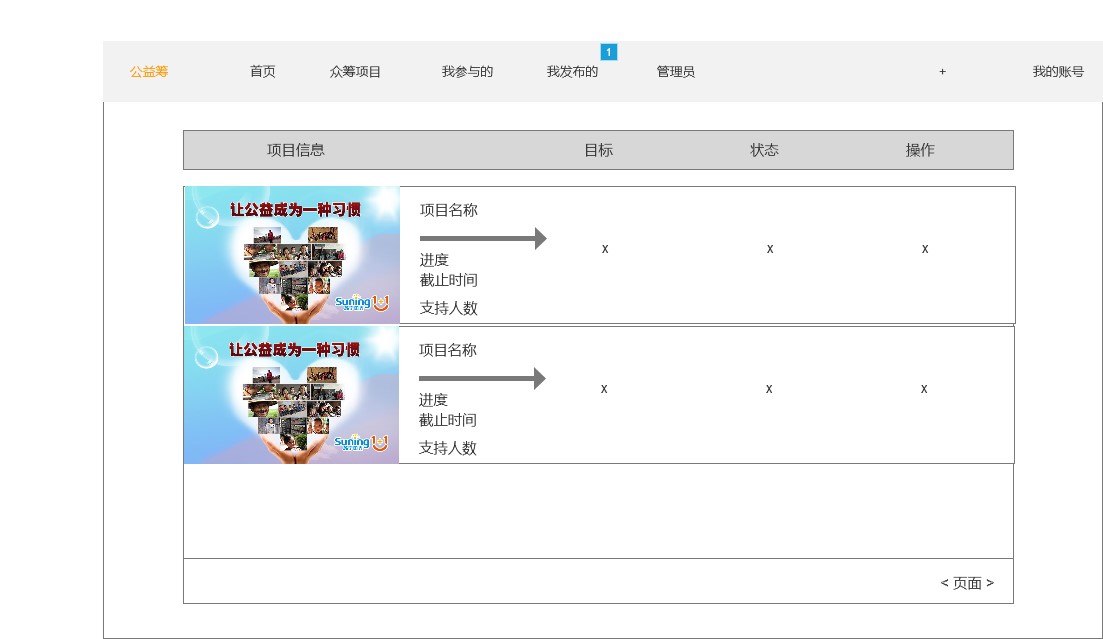 1
公益筹 首页 众筹项目 我参与的 我发布的 管理员 + 我的账号
项目信息 目标 状态 操作
让公益成为一种习惯
Suning 1+1
项目名称
x x x
进度
截止时间
支持人数
让公益成为一种习惯
Suning 1+1
项目名称
x x x
进度
截止时间
支持人数
< 页面 >